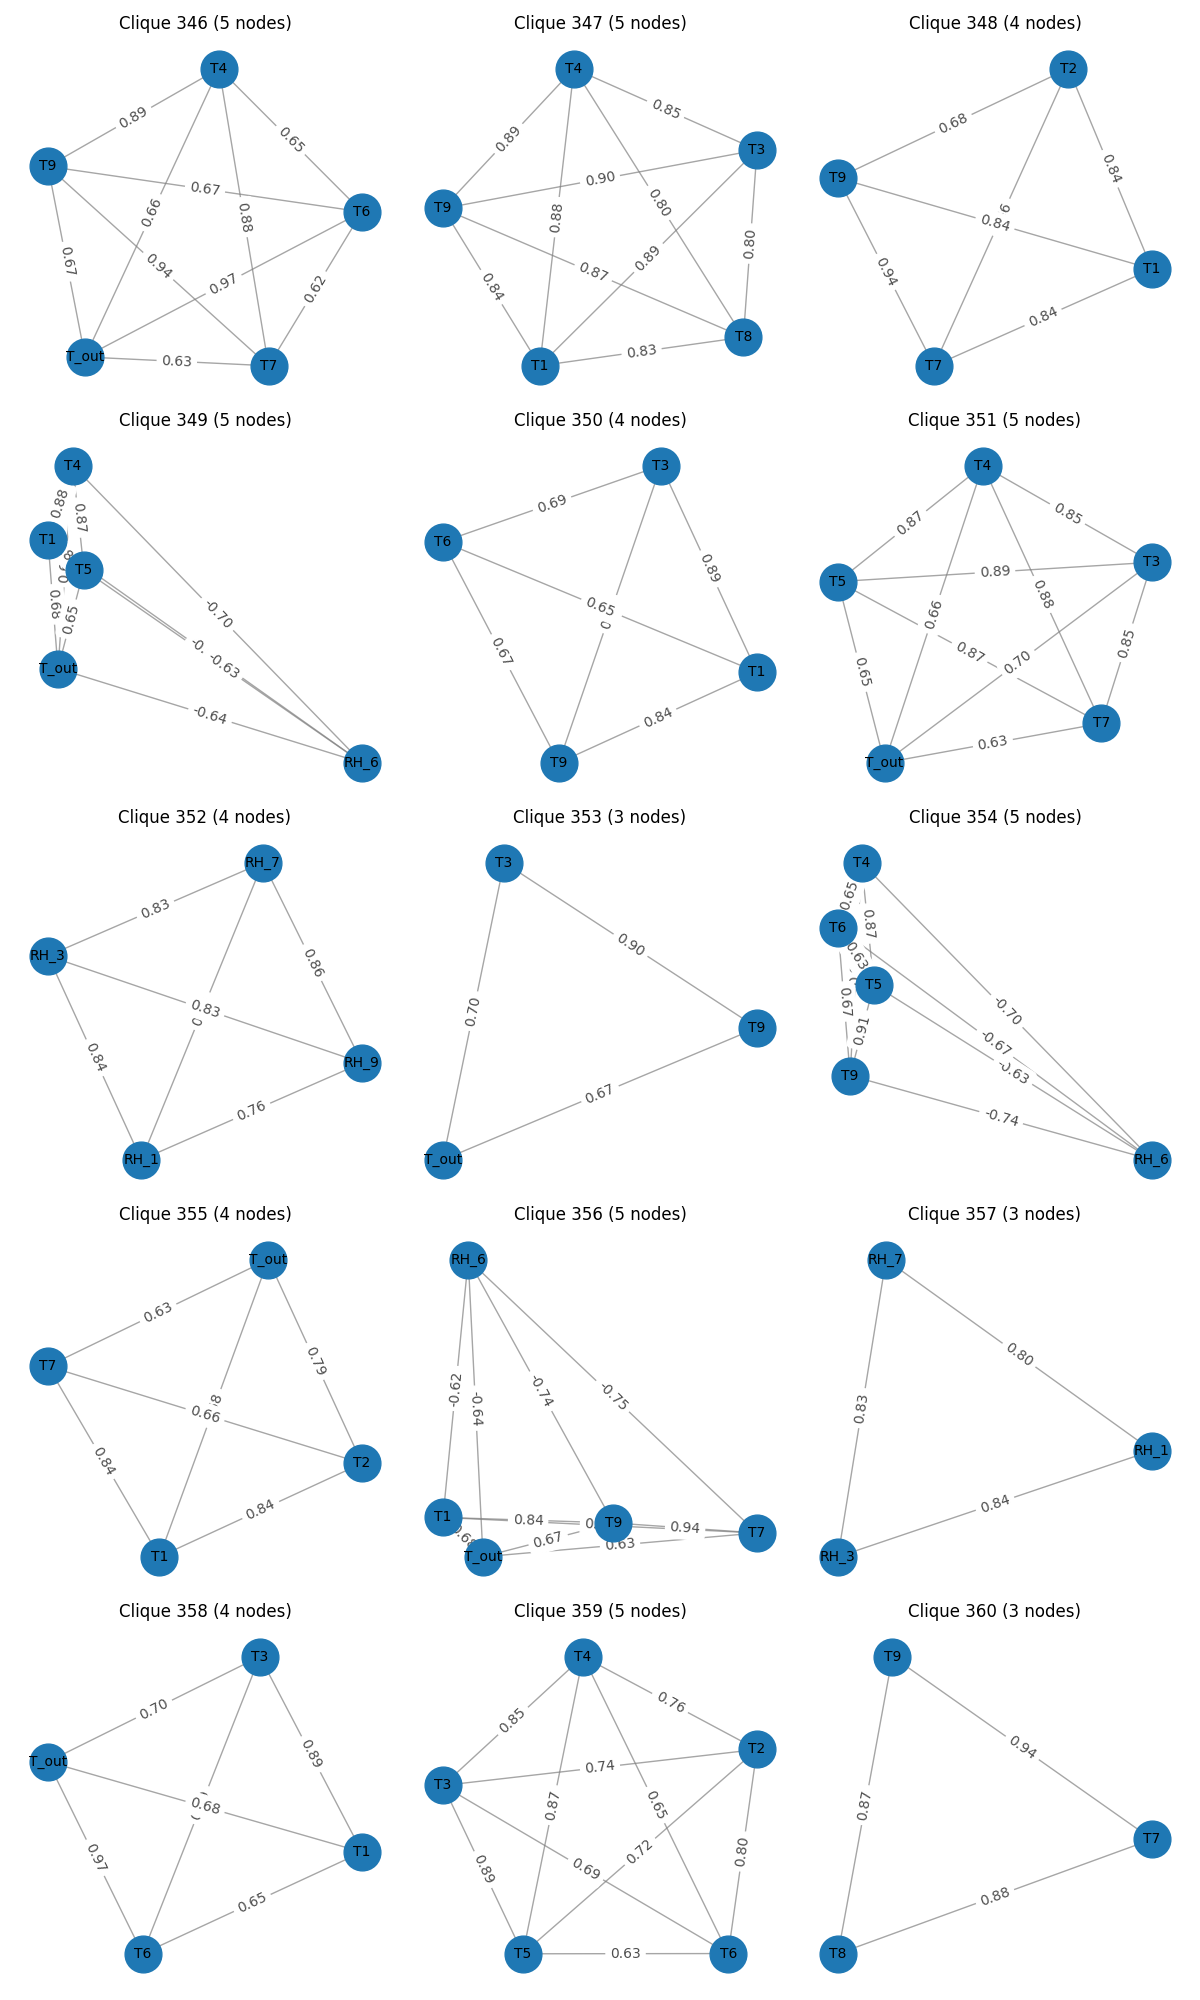 Clique 346 (5 nodes)
T4
0.89
0.65
T9
0.67
T6
0.66
0.88
0.67
0.94
0.97
0.62
T_out
0.63
T7
Clique 347 (5 nodes)
T4
0.85
0.89
T3
0.90
0.80
T9
0.88
0.80
0.89
0.87
0.84
T8
0.83
T1
Clique 348 (4 nodes)
T2
0.68
0.84
T9
0.84
T1
0.94
0.84
T7
Clique 349 (5 nodes)
T4
0.88
0.87
T1
T5
0.68
0.65
-0.70
-0.63
T_out
-0.64
RH_6
Clique 350 (4 nodes)
T3
0.69
T6
0.89
0.65
0.67
T1
0.84
T9
Clique 351 (5 nodes)
T4
0.87
0.85
T3
0.89
T5
0.88
0.66
0.85
0.87
0.70
0.65
T7
0.63
T_out
Clique 352 (4 nodes)
RH_7
0.83
RH_3
0.86
0.83
0.84
RH_9
0.76
RH_1
Clique 353 (3 nodes)
T3
0.90
0.70
T9
0.67
T_out
Clique 354 (5 nodes)
T4
0.65
0.87
T6
0.63
T5
0.67
0.91
-0.70
-0.67
-0.63
T9
-0.74
RH_6
Clique 355 (4 nodes)
T_out
0.63
0.79
T7
0.66
0.84
T2
0.84
T1
Clique 356 (5 nodes)
RH_6
-0.62
-0.64
-0.74
-0.75
T1
0.84
T9
0.94
T7
0.67
0.63
T_out
Clique 357 (3 nodes)
RH_7
0.80
0.83
RH_1
0.84
RH_3
Clique 358 (4 nodes)
T3
0.70
0.89
T_out
0.68
T1
0.97
0.65
T6
Clique 359 (5 nodes)
T4
0.76
0.85
T2
0.74
T3
0.87
0.65
0.80
0.72
0.69
0.89
T5
0.63
T6
Clique 360 (3 nodes)
T9
0.94
0.87
T7
0.88
T8